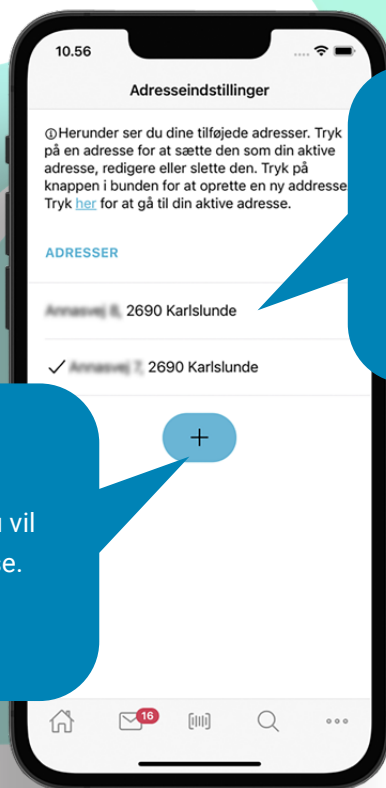 10.56
Adresseindstillinger
Herunder ser du dine tilføjede adresser. Tryk
på en adresse for at sætte den som din aktive
adresse, redigere eller slette den. Tryk på
knappen i bunden for at oprette en ny addresse
Tryk her for at gå til din aktive adresse.
ADRESSER
2690 Karlslunde
2690 Karlslunde
+
vil
se.
16